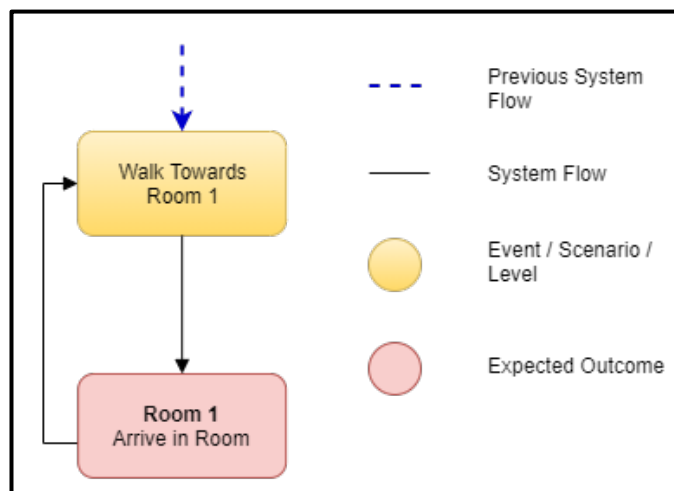 Previous System
Flow
Walk Towards
Room 1
System Flow
Event / Scenario /
Level
Expected Outcome
Room 1
Arrive in Room